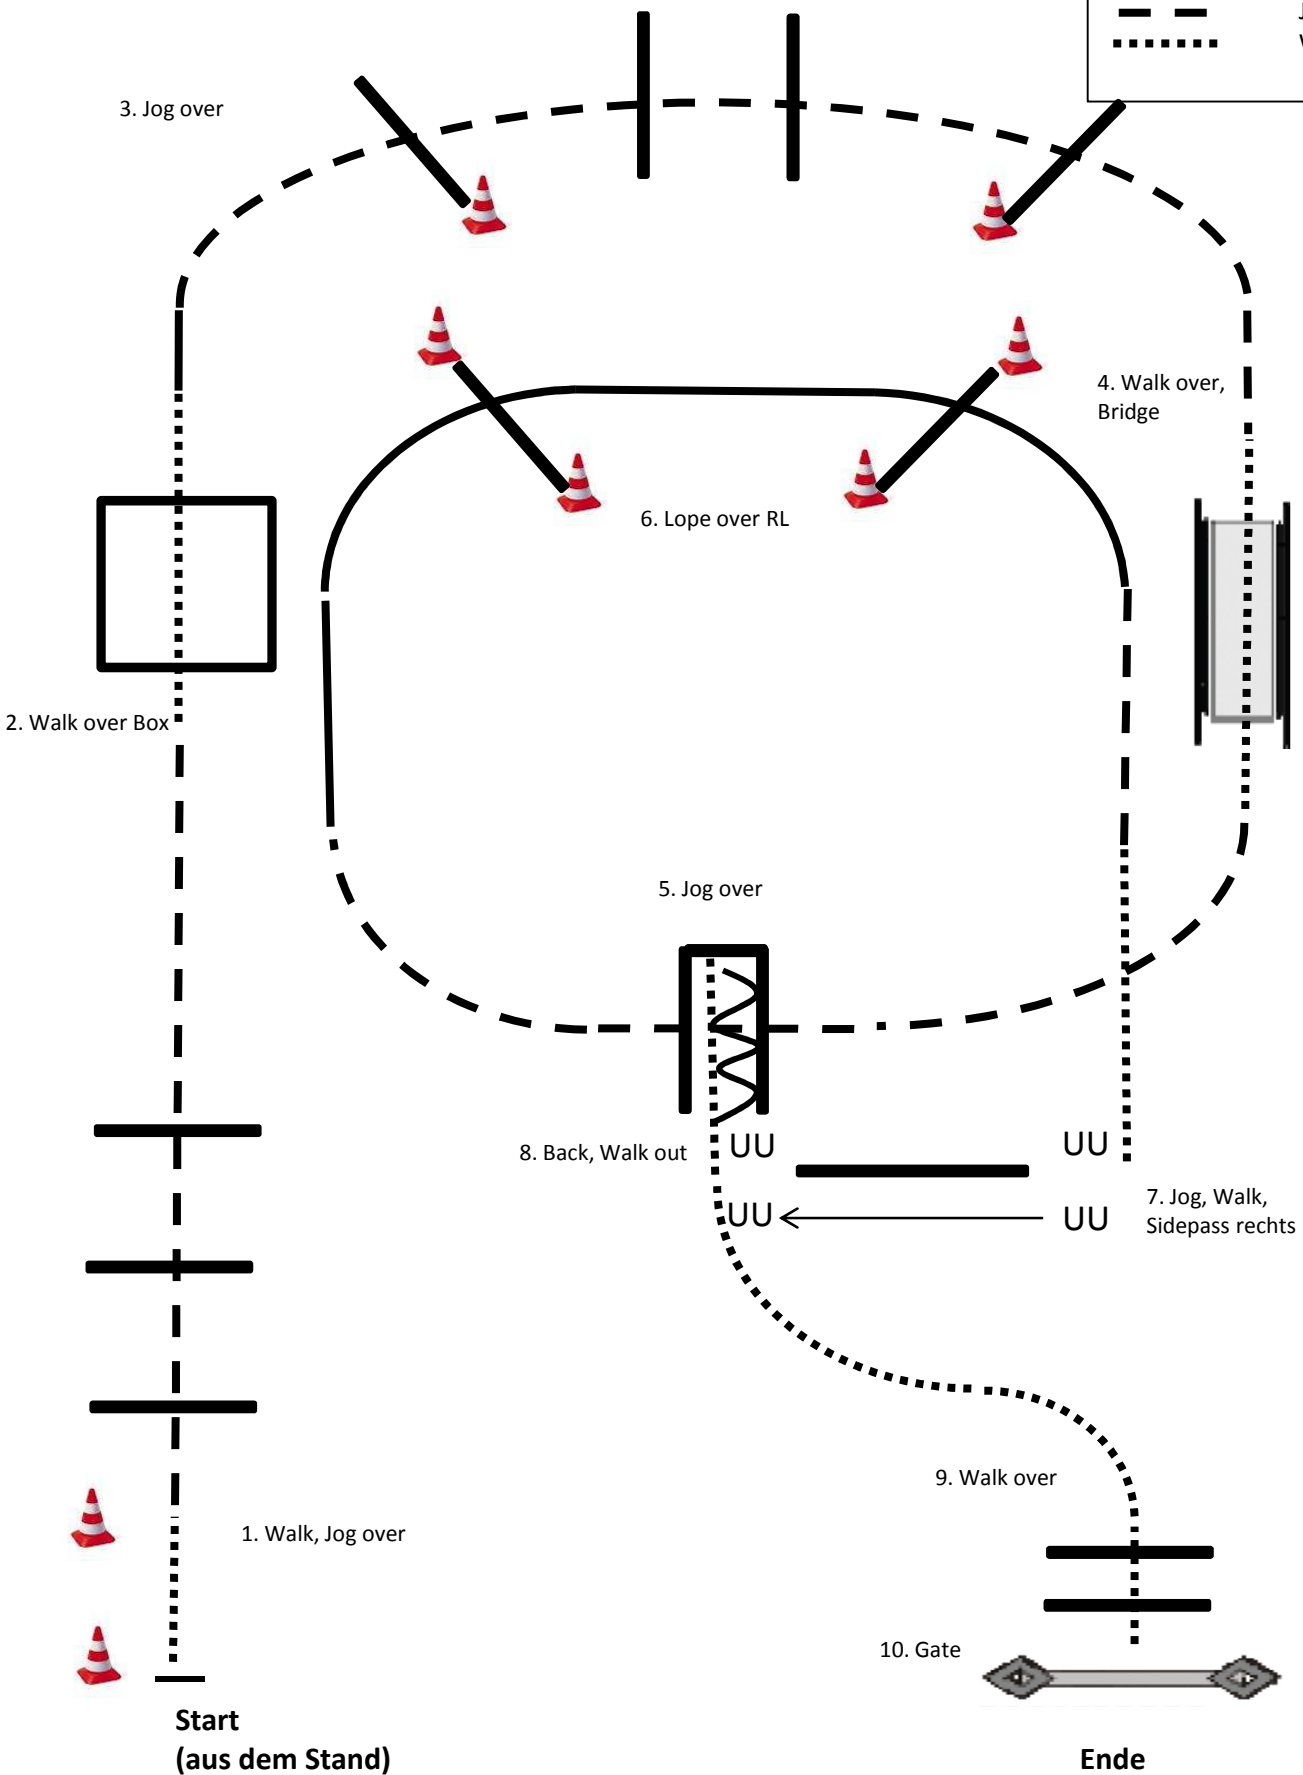 3. Jog over
4. Walk over,
Bridge
6. Lope over RL
2. Walk over Box
5. Jog over
8. Back, Walk out
UU
UU
UU
UU
7. Jog, Walk,
Sidepass rechts
9. Walk over
1. Walk, Jog over
10. Gate
Start
(aus dem Stand)
Ende